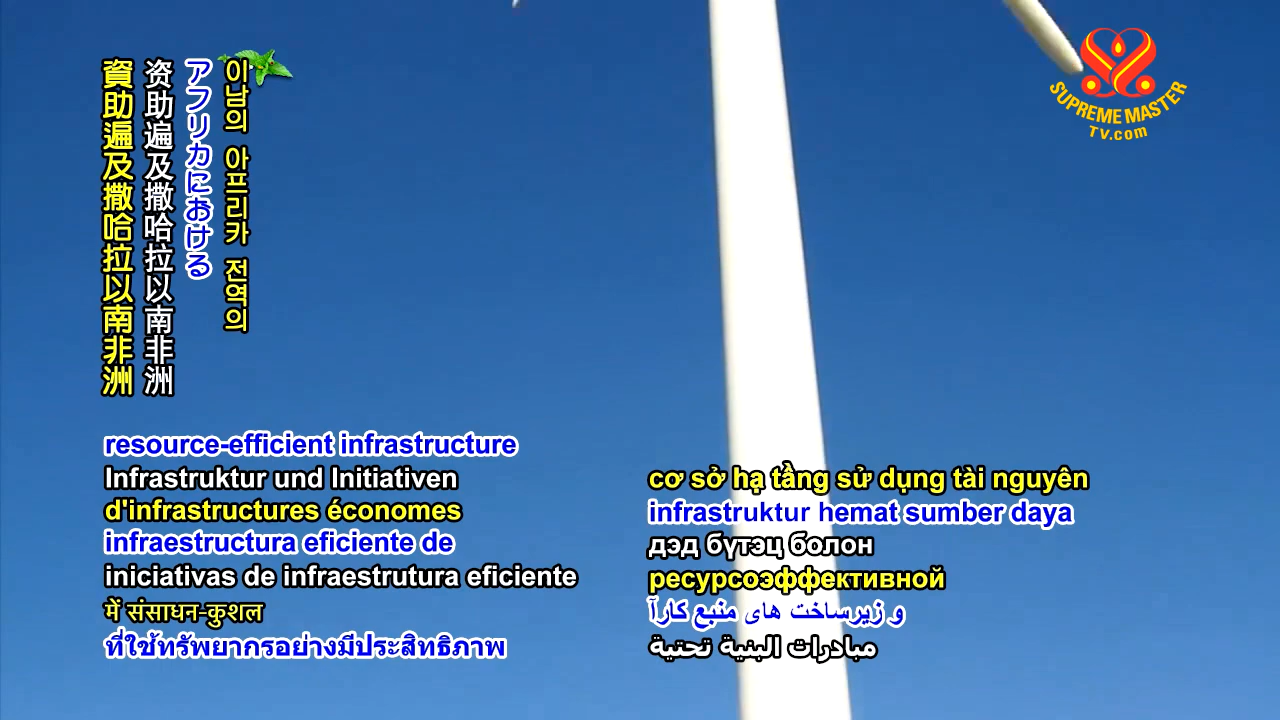 資助遍及撒哈拉以南非洲
资助遍及撒哈拉以南非洲
アフリカにおける
이남의 아프리카 전역의
SUPREME MASTER
TV.com
resource-efficient infrastructure
Infrastruktur und Initiativen
d'infrastructures économes
infraestructura eficiente de
iniciativas de infraestrutura eficiente
में संसाधन-कुशल
ที่ใช้ทรัพยากรอย่างมีประสิทธิภาพ
cơ sở hạ tầng sử dụng tài nguyên
infrastruktur hemat sumber daya
дэд бүтэц болон
ресурсоэффективной
و زیرساخت های منبع کارآ
مبادرات البنية تحتية